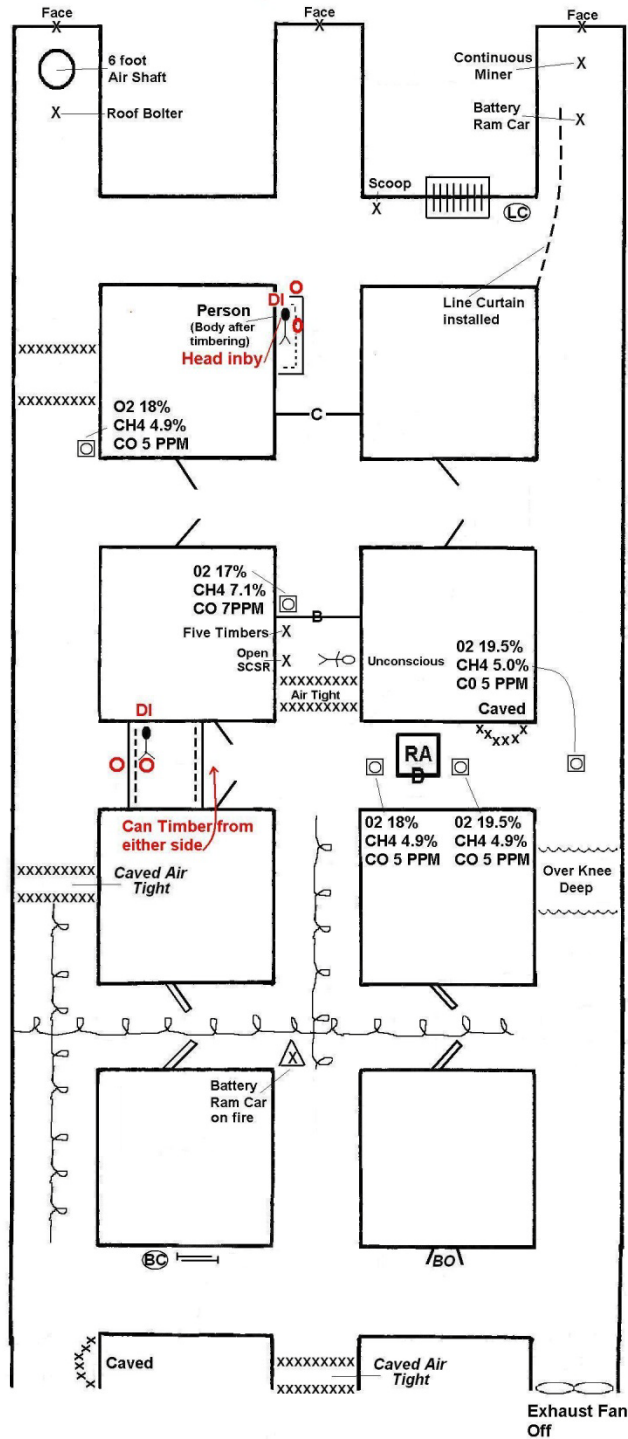 Face
Face
Face
6 foot
Air Shaft
X
Roof Bolter
Continuous
Miner
X
Battery
Ram Car
X
Scoop
X
LC
Line Curtain
installed
DI
Person
(Body after
timbering)
Head inby
XXXXXXXXX
XXXXXXXXX
O2 18%
CH4 4.9%
CO 5 PPM
C
02 17%
CH4 7.1%
CO 7PPM
B
Five Timbers
X
Open
SCSR
X
Unconscious
XXXXXXXXX
Air Tight
XXXXXXXXX
02 19.5%
CH4 5.0%
C0 5 PPM
Caved
DI
RA
D
02 18%
CH4 4.9%
CO 5 PPM
02 19.5%
CH4 4.9%
CO 5 PPM
Can Timber from
either side
XXXXXXXXX
Caved Air
Tight
XXXXXXXXX
Over Knee
Deep
X
Battery
Ram Car
on fire
BC
BO
Caved
XXXXXXXXX
XXXXXXXXX
Caved Air
Tight
Exhaust Fan
Off